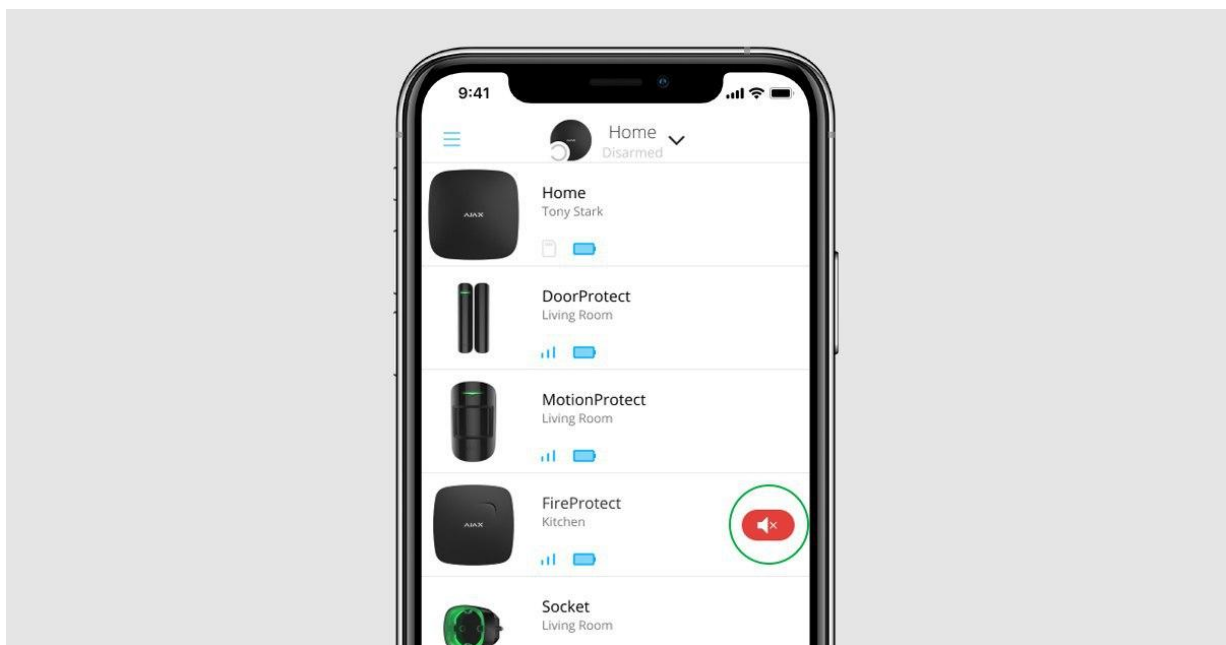 9:41
Home
Disarmed
AJAX
Home
Tony Stark
DoorProtect
Living Room
MotionProtect
Living Room
AJAX
FireProtect
Kitchen
Socket
Living Room